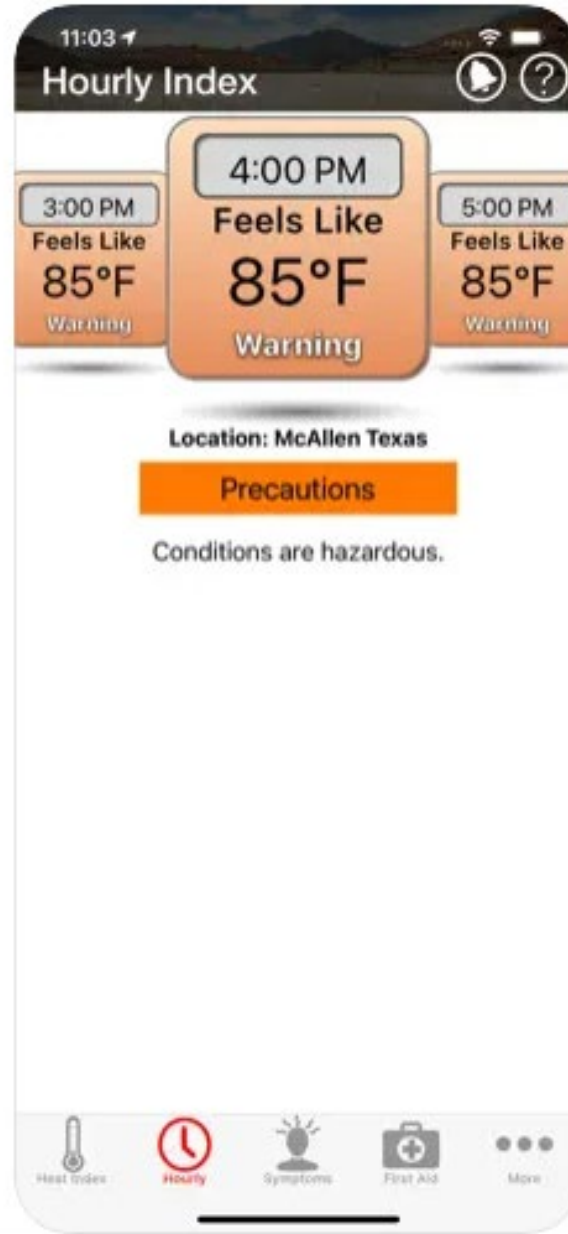 11:03
Hourly Index
?
3:00 PM
Feels Like
85°F
Warning
4:00 PM
Feels Like
85°F
Warning
5:00 PM
Feels Like
85°F
Warning
Location: McAllen Texas
Precautions
Conditions are hazardous.
Heat Index
Hourly
Symptoms
First Aid
More